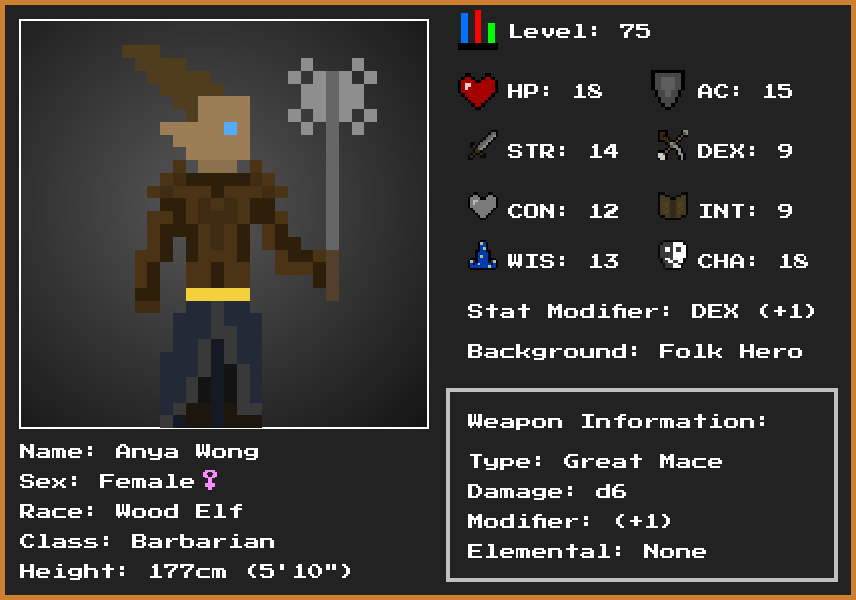 Level: 75
HP: 18 AC: 15
STR: 14 DEX: 9
CON: 12 INT: 9
WIS: 13 CHA: 18
Stat Modifier: DEX (+1)
Background: Folk Hero
Weapon Information:
Type: Great Mace
Damage: d6
Modifier: (+1)
Elemental: None
Name: Anya Wong
Sex: Female♀
Race: Wood Elf
Class: Barbarian
Height: 177cm (5'10")